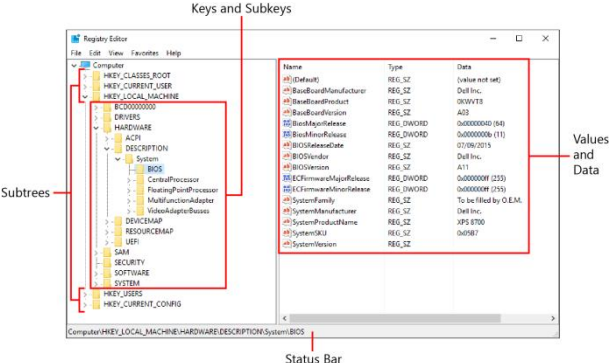 Keys and Subkeys
Registry Editor
File Edit View Favorites Help
Computer
HKEY_CLASSES_ROOT
HKEY_CURRENT_USER
HKEY_LOCAL_MACHINE
BCD00000000
DRIVERS
HARDWARE
ACPI
DESCRIPTION
System
BIOS
CentralProcessor
FloatingPointProcessor
MultifunctionAdapter
VideoAdapterBusses
DEVICEMAP
RESOURCEMAP
UEFI
SAM
SECURITY
SOFTWARE
SYSTEM
HKEY_USERS
HKEY_CURRENT_CONFIG
Subtrees
Name Type Data
(Default) REG_SZ (value not set)
BaseBoardManufacturer REG_SZ Dell Inc.
BaseBoardProduct REG_SZ 0KWVT8
BaseBoardVersion REG_SZ A03
BiosMajorRelease REG_DWORD 0x00000040 (64)
BiosMinorRelease REG_DWORD 0x0000000b (11)
BIOSReleaseDate REG_SZ 07/09/2015
BIOSVendor REG_SZ Dell Inc.
BIOSVersion REG_SZ A11
ECFirmwareMajorRelease REG_DWORD 0x000000ff (255)
ECFirmwareMinorRelease REG_DWORD 0x000000ff (255)
SystemFamily REG_SZ To be filled by O.E.M.
SystemManufacturer REG_SZ Dell Inc.
SystemProductName REG_SZ XPS 8700
SystemSKU REG_SZ 0x05B7
SystemVersion REG_SZ
Values
and
Data
Computer\HKEY_LOCAL_MACHINE\HARDWARE\DESCRIPTION\System\BIOS
Status Bar